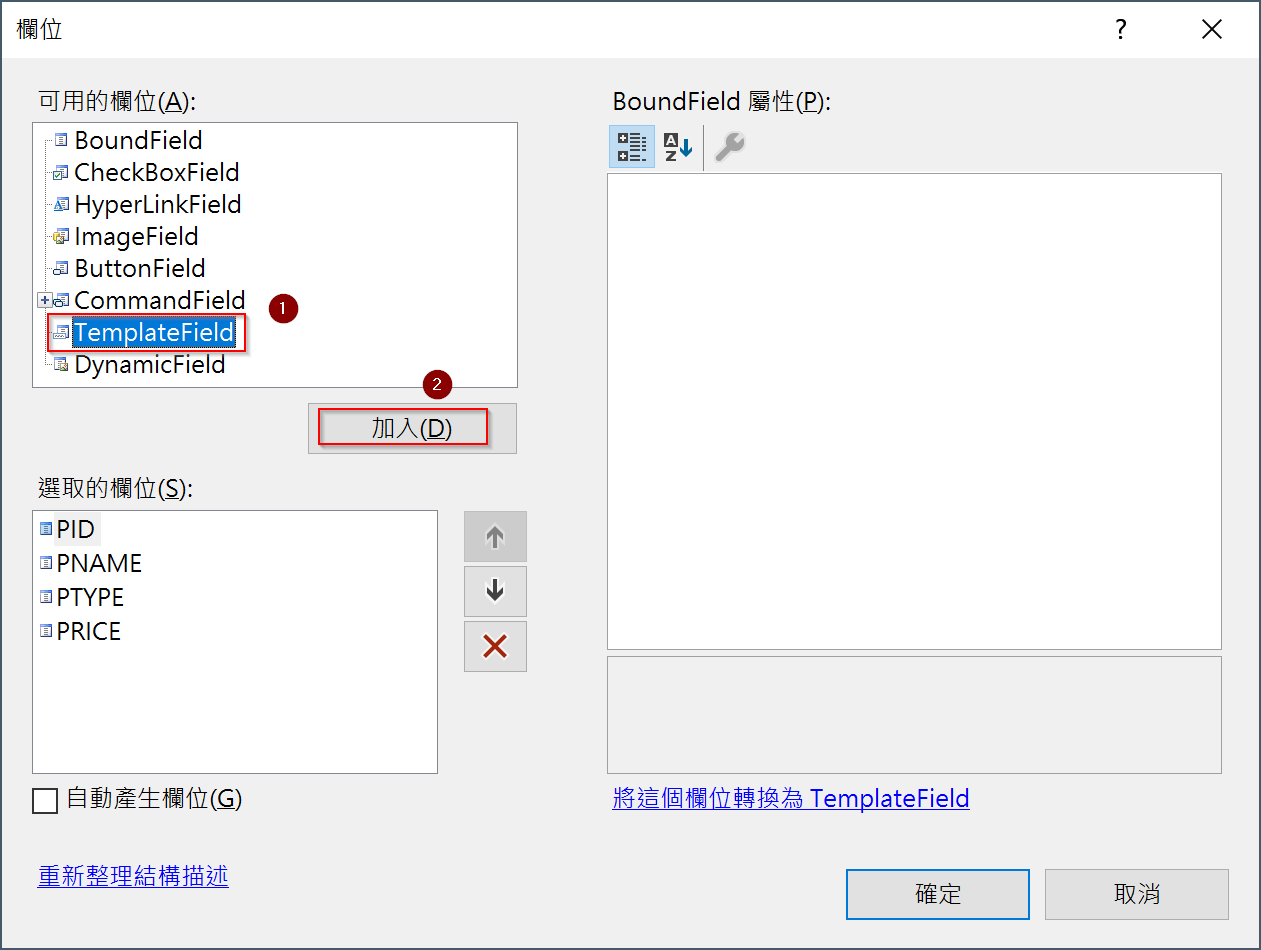 欄位
?
可用的欄位(A):
BoundField
CheckBoxField
HyperLinkField
ImageField
ButtonField
CommandField
1
TemplateField
DynamicField
2
加入(D)
選取的欄位(S):
PID
PNAME
PTYPE
PRICE
自動產生欄位(G)
重新整理結構描述
BoundField 屬性(P):
AZ
將這個欄位轉換為 TemplateField
確定
取消